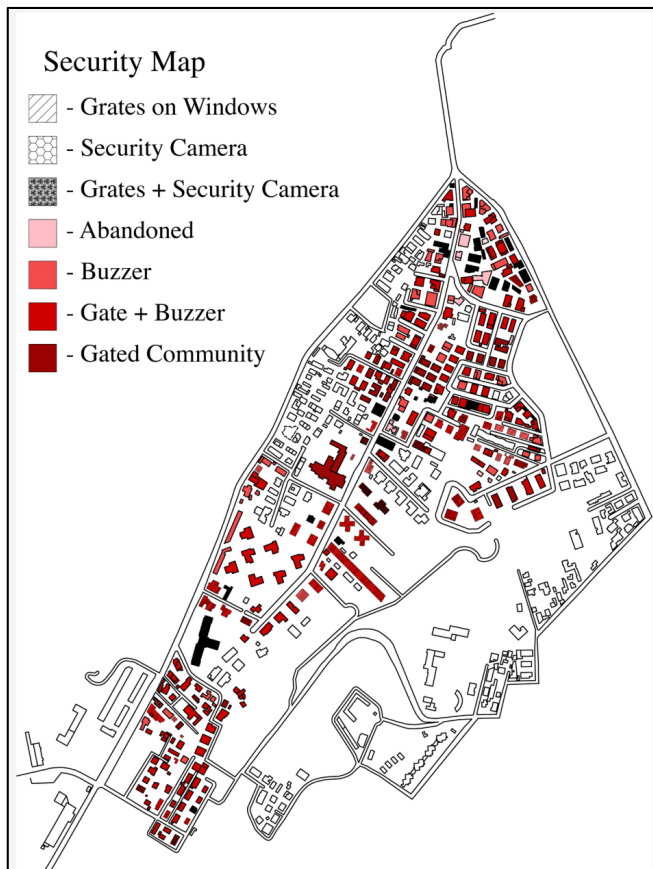 Security Map
- Grates on Windows
- Security Camera
- Grates + Security Camera
- Abandoned
- Buzzer
- Gate + Buzzer
- Gated Community